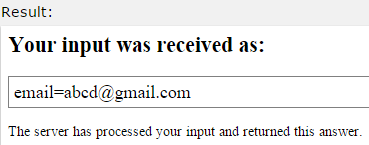 Result:
Your input was received as:
email=abcd@gmail.com
The server has processed your input and returned this answer.